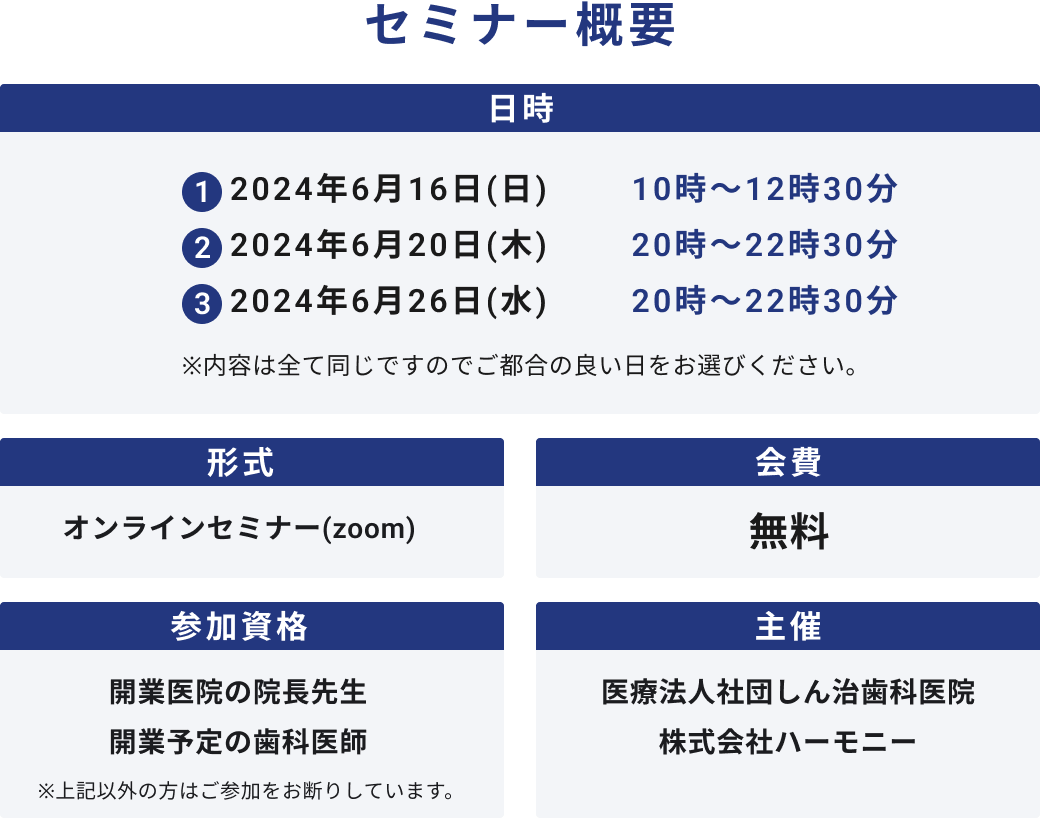 セミナー概要
日時
1 2024年6月16日(日) 10時～12時30分
2 2024年6月20日(木) 20時～22時30分
3 2024年6月26日(水) 20時～22時30分
※内容は全て同じですのでご都合の良い日をお選びください。
形式
オンラインセミナー(zoom)
会費
無料
参加資格
開業医院の院長先生
開業予定の歯科医師
※上記以外の方はご参加をお断りしています。
主催
医療法人社団しん治歯科医院
株式会社ハーモニー